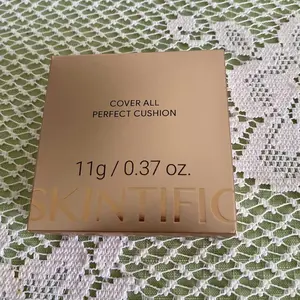 COVER ALL
PERFECT CUSHION
11g / 0.37 oz.
SKINTIFIC